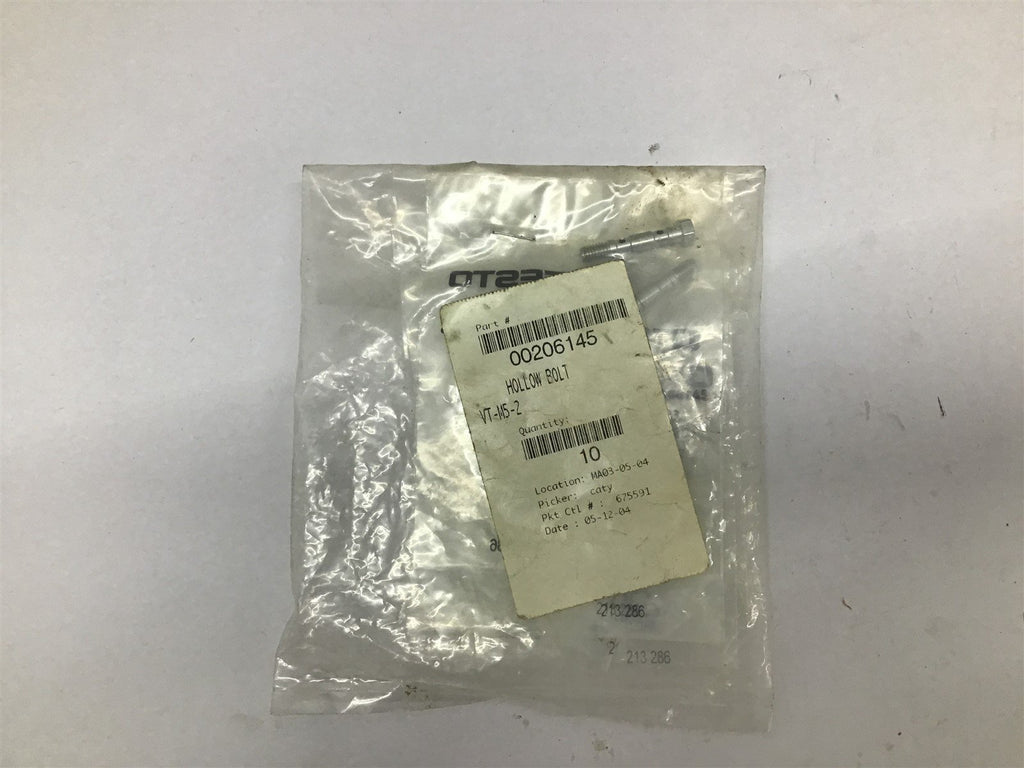 FESTO
Part #
00206145
HOLLOW BOLT
VT-M5-2
Quantity:
10
Location: MA03-05-04
Picker: caty
Pkt Ctl # : 675591
Date : 05-12-04
213 286
2 213 286